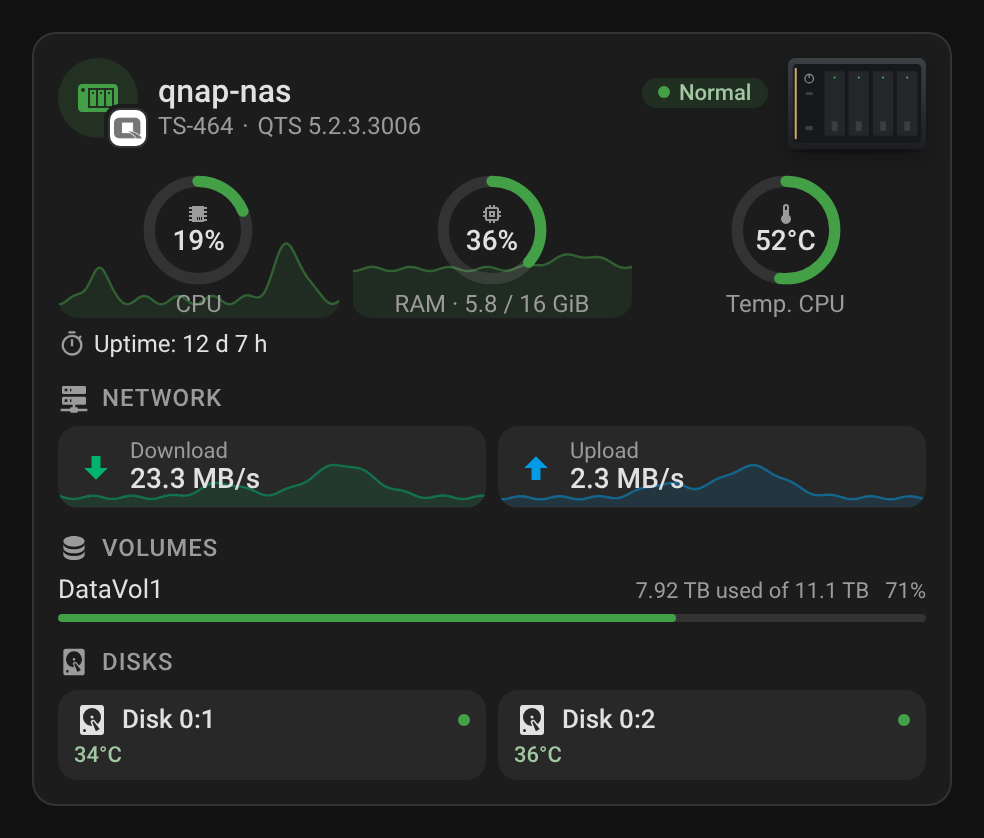 qnap-nas
Normal
TS-464 · QTS 5.2.3.3006
19%
36%
52°C
CPU
RAM · 5.8 / 16 GiB
Temp. CPU
Uptime: 12 d 7 h
NETWORK
Download
23.3 MB/s
Upload
2.3 MB/s
VOLUMES
DataVol1
7.92 TB used of 11.1 TB 71%
DISKS
Disk 0:1
34°C
Disk 0:2
36°C